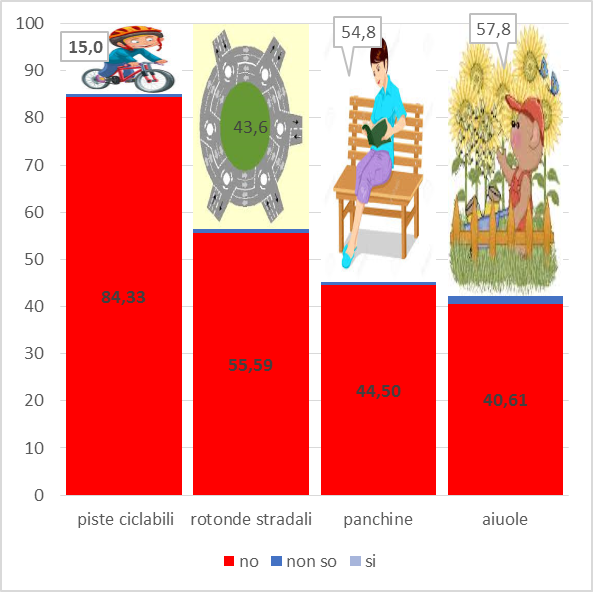 100
90
80
70
60
50
40
30
20
10
0
15,0
43,6
54,8
57,8
84,33
55,59
44,50
40,61
piste ciclabili
rotonde stradali
panchine
aiuole
no
non so
si